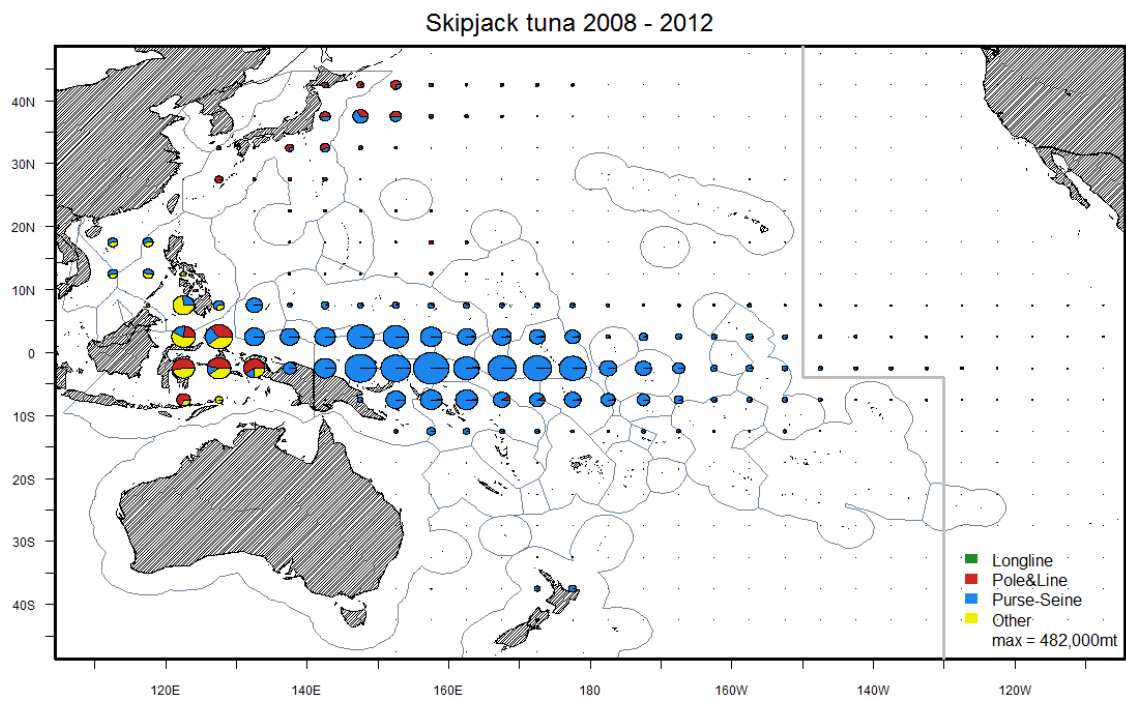 Skipjack tuna 2008 - 2012
40N
30N
20N
10N
0
10S
20S
30S
40S
Longline
Pole&Line
Purse-Seine
Other
max = 482,000mt
120E
140E
160E
180
160W
140W
120W